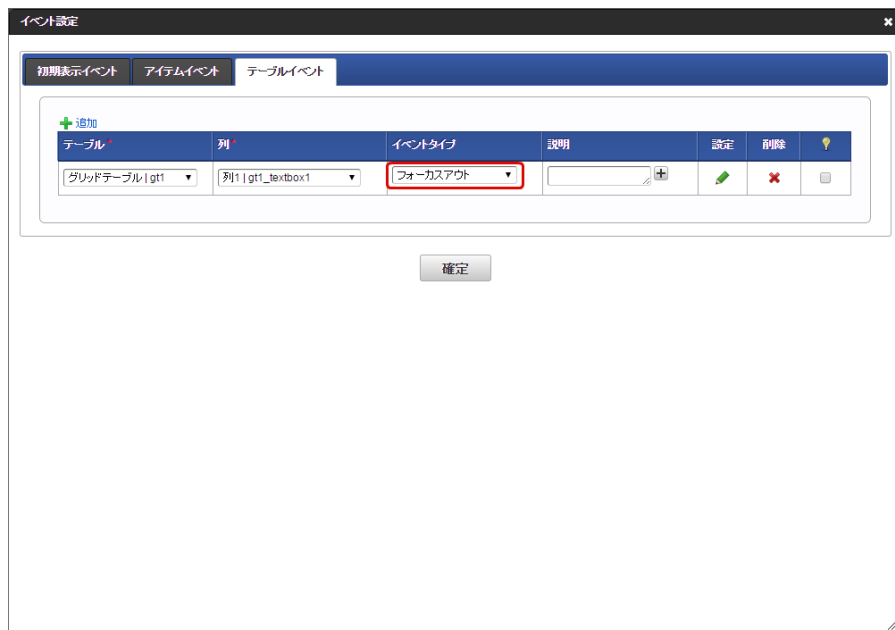 イベント設定
初期表示イベント アイテムイベント テーブルイベント
追加
テーブル* 列* イベントタイプ 説明 設定 削除
グリッドテーブル | gt1 列1 | gt1_textbox1 フォーカスアウト
確定